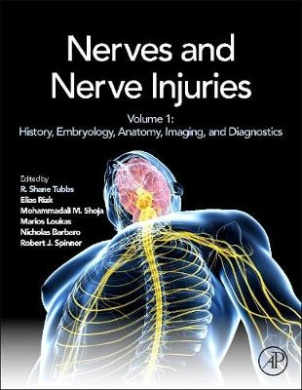 Nerves and
Nerve Injuries
Volume 1:
History, Embryology, Anatomy, Imaging, and Diagnostics
Edited by
R. Shane Tubbs
Elias Rizk
Mohammadali M. Shoja
Marios Loukas
Nicholas Barbaro
Robert J. Spinner
AP